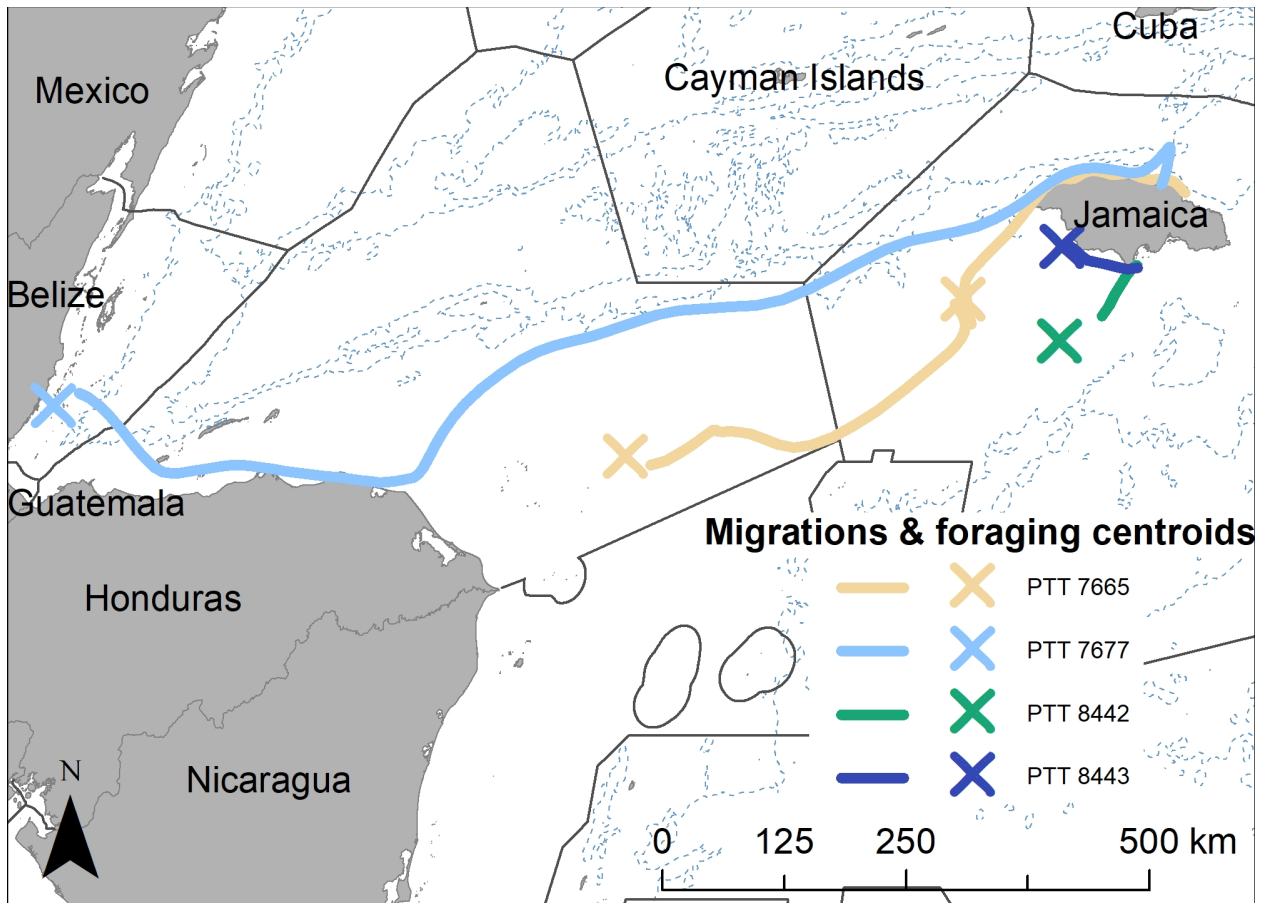 Cuba
Cayman Islands
Mexico
Jamaica
Belize
Guatemala
Migrations & foraging centroids
PTT 7665
Honduras
PTT 7677
PTT 8442
N
Nicaragua
PTT 8443
0 125 250 500 km